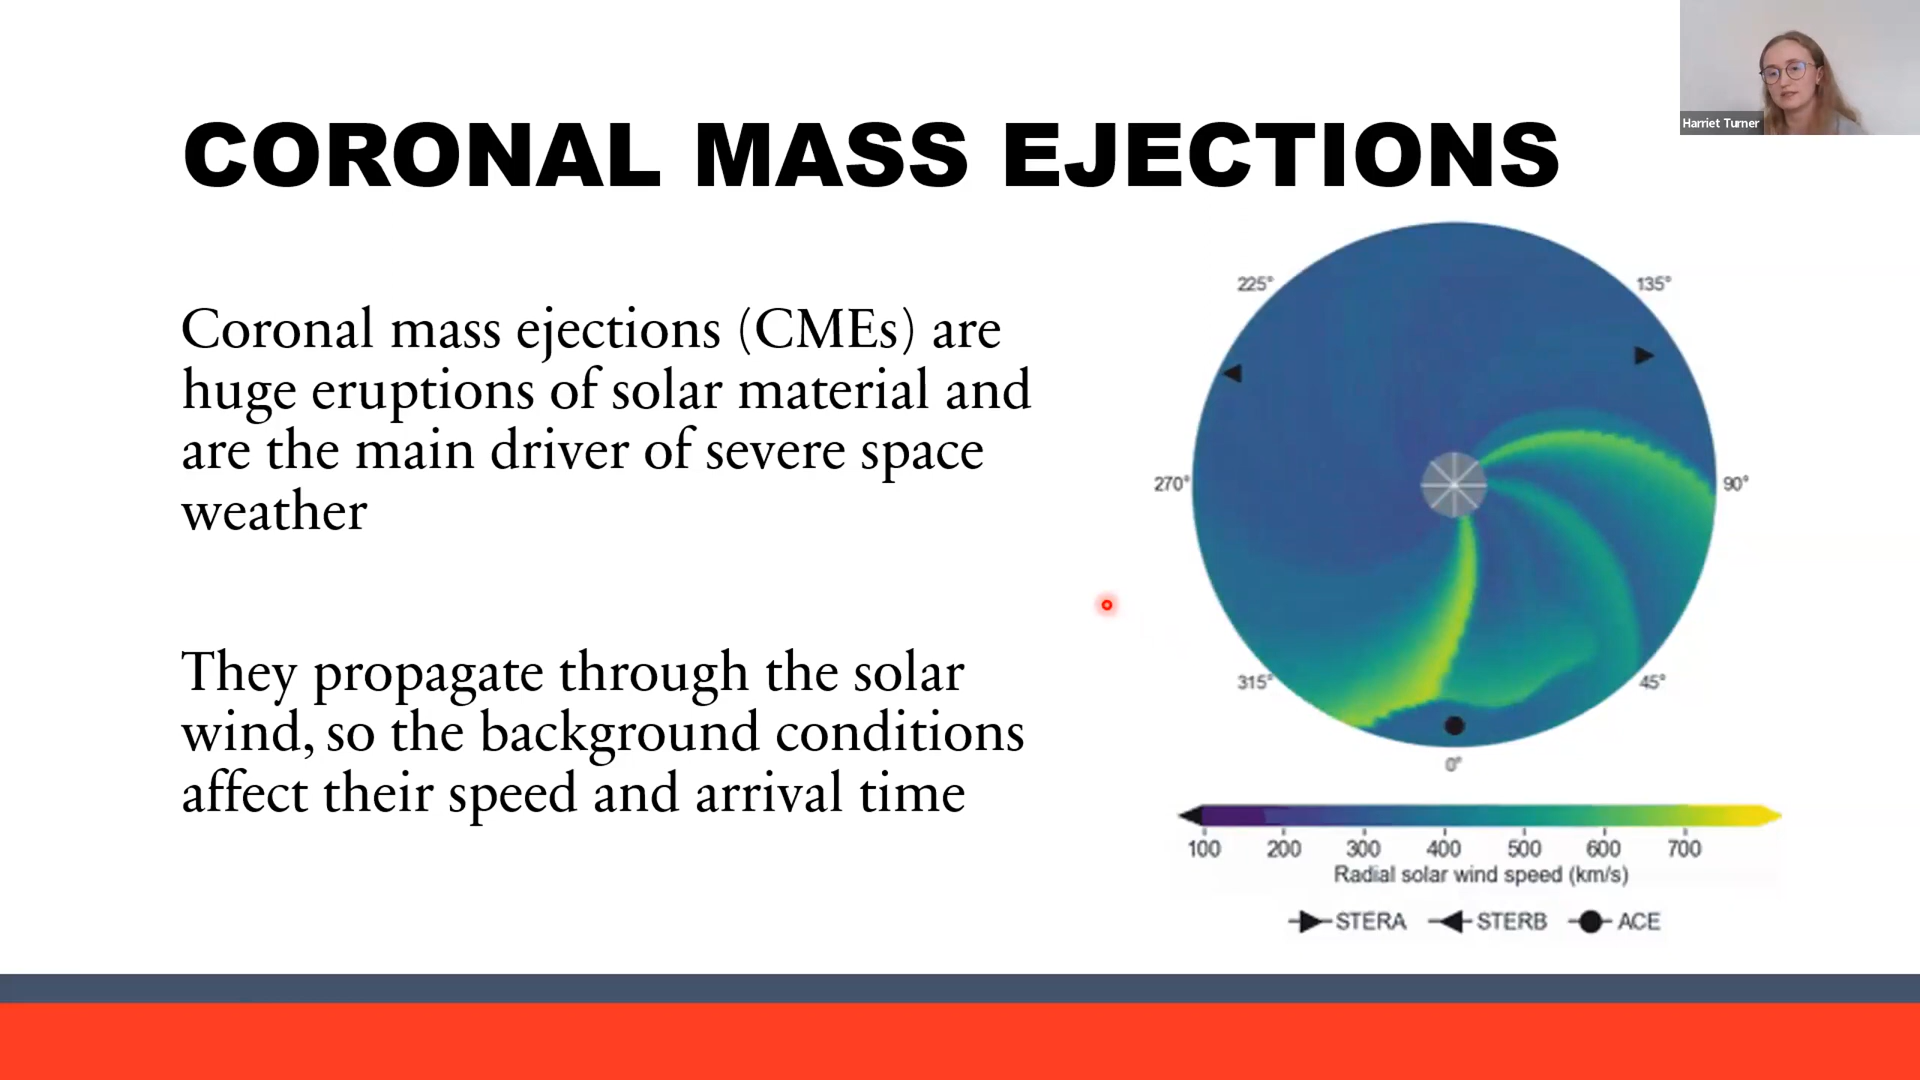 Harriet Turner
CORONAL MASS EJECTIONS
Coronal mass ejections (CMEs) are
huge eruptions of solar material and
are the main driver of severe space
weather
They propagate through the solar
wind, so the background conditions
affect their speed and arrival time
225° 135°
270° 90°
315° 45°
0°
100 200 300 400 500 600 700
Radial solar wind speed (km/s)
STERA STERB ACE